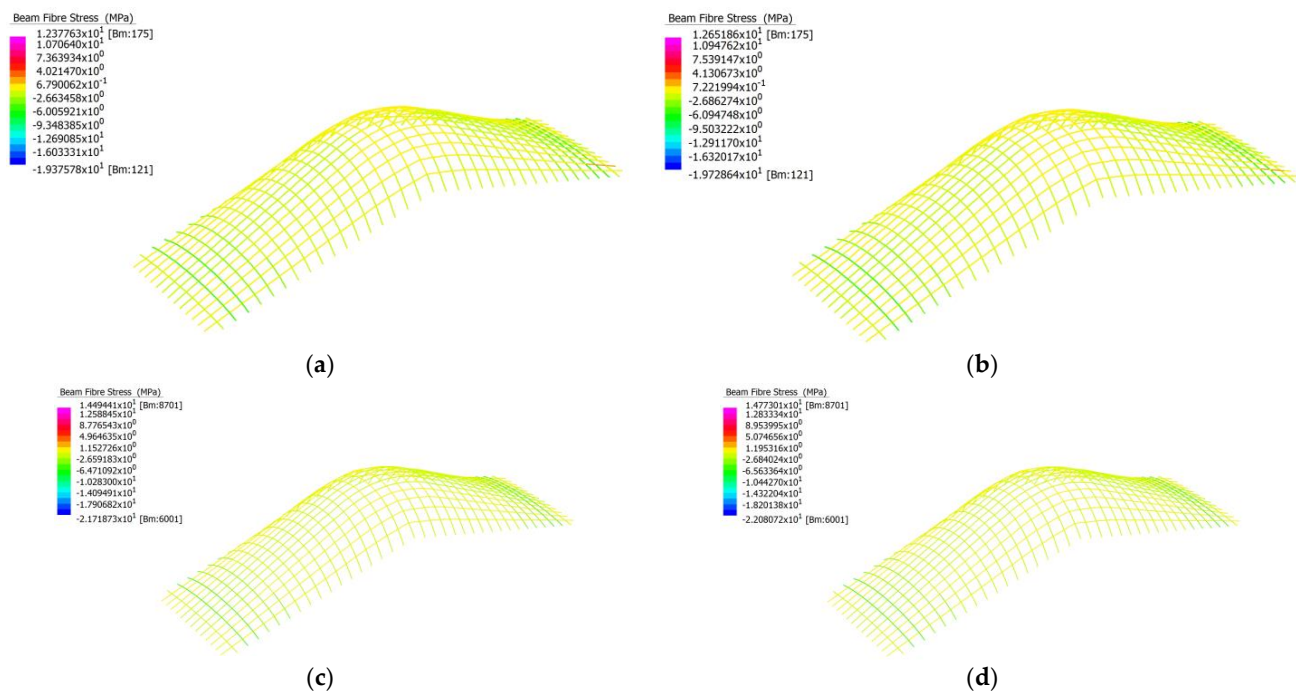 Beam Fibre Stress (MPa)
1.237763x10¹ [Bm:175]
1.070640x10¹
7.363934x10⁰
4.021470x10⁰
6.790062x10⁻¹
-2.663458x10⁰
-6.005921x10⁰
-9.348385x10⁰
-1.269085x10¹
-1.603331x10¹
-1.937578x10¹ [Bm:121]
(a)
Beam Fibre Stress (MPa)
1.265186x10¹ [Bm:175]
1.094762x10¹
7.539147x10⁰
4.130673x10⁰
7.221994x10⁻¹
-2.686274x10⁰
-6.094748x10⁰
-9.503222x10⁰
-1.291170x10¹
-1.632017x10¹
-1.972864x10¹ [Bm:121]
(b)
Beam Fibre Stress (MPa)
1.449441x10¹ [Bm:8701]
1.258845x10¹
8.776543x10⁰
4.964635x10⁰
1.152726x10⁰
-2.659183x10⁰
-6.471092x10⁰
-1.028300x10¹
-1.409491x10¹
-1.790682x10¹
-2.171873x10¹ [Bm:6001]
(c)
Beam Fibre Stress (MPa)
1.477301x10¹ [Bm:8701]
1.283334x10¹
8.953995x10⁰
5.074656x10⁰
1.195316x10⁰
-2.684024x10⁰
-6.563364x10⁰
-1.044270x10¹
-1.432204x10¹
-1.820138x10¹
-2.208072x10¹ [Bm:6001]
(d)